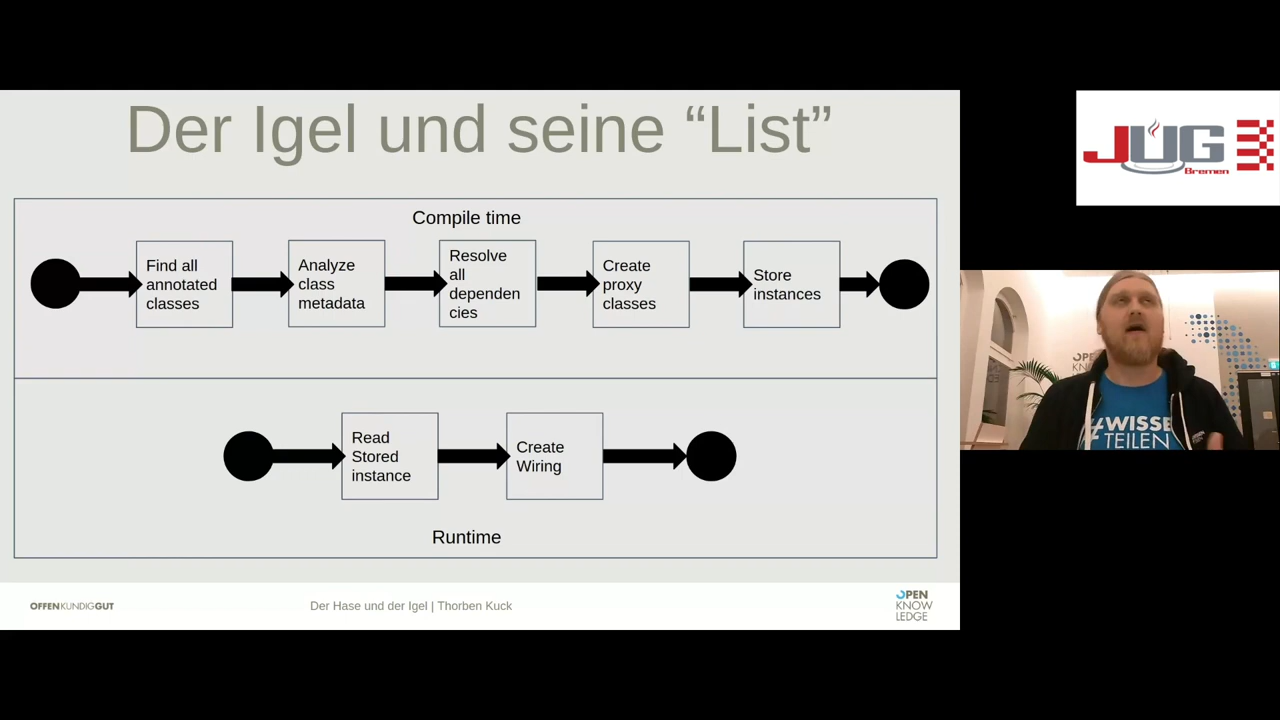 Der Igel und seine “List”
Compile time
Find all
annotated
classes
Analyze
class
metadata
Resolve
all
dependen
cies
Create
proxy
classes
Store
instances
Read
Stored
instance
Create
Wiring
Runtime
OFFENKUNDIGGUT
Der Hase und der Igel | Thorben Kuck
OPEN
KNOW
LEDGE
JUG
Bremen
#WISSE
TEILEN